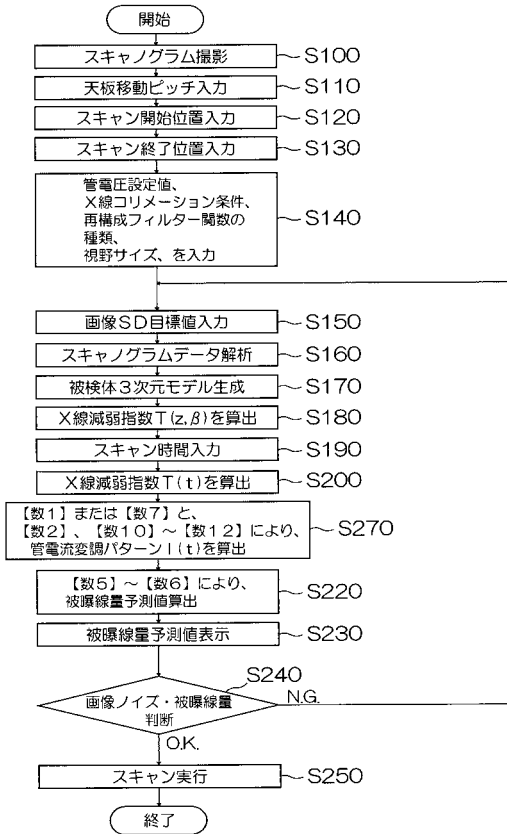 開始
スキャノグラム撮影
S100
天板移動ピッチ入力
S110
スキャン開始位置入力
S120
スキャン終了位置入力
S130
管電圧設定値、
X線コリメーション条件、
再構成フィルター関数の
種類、
視野サイズ、を入力
S140
画像SD目標値入力
S150
スキャノグラムデータ解析
S160
被検体3次元モデル生成
S170
X線減弱指数T(z,β)を算出
S180
スキャン時間入力
S190
X線減弱指数T(t)を算出
S200
【数1】または【数7】と、
【数2】、【数10】~【数12】により、
管電流変調パターンI(t)を算出
S270
【数5】~【数6】により、
被曝線量予測値算出
S220
被曝線量予測値表示
S230
S240
画像ノイズ・被曝線量
判断
N.G.
O.K.
スキャン実行
S250
終了